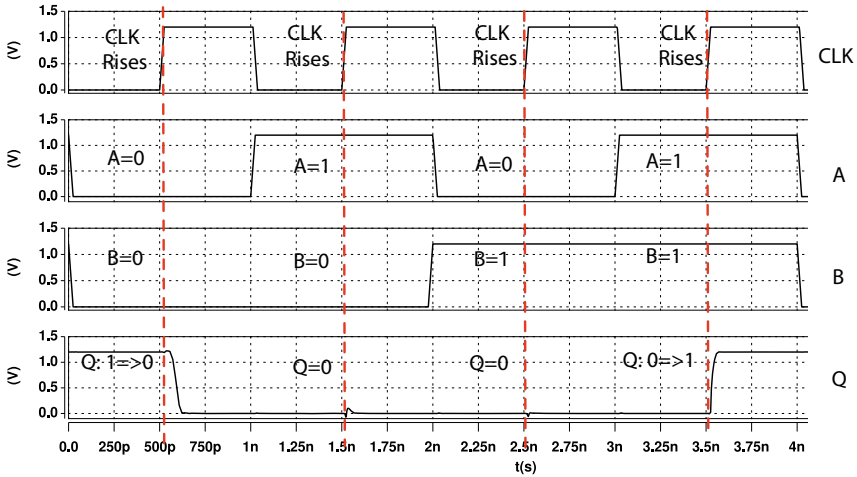 1.5
1.0
0.5
0.0
(V)
CLK
Rises
CLK
Rises
CLK
Rises
CLK
Rises
CLK
1.5
1.0
0.5
0.0
(V)
A=0
A=1
A=0
A=1
A
1.5
1.0
0.5
0.0
(V)
B=0
B=0
B=1
B=1
B
1.5
1.0
0.5
0.0
(V)
Q: 1=>0
Q=0
Q=0
Q: 0=>1
Q
0.0 250p 500p 750p 1n 1.25n 1.5n 1.75n 2n 2.25n 2.5n 2.75n 3n 3.25n 3.5n 3.75n 4n
t(s)